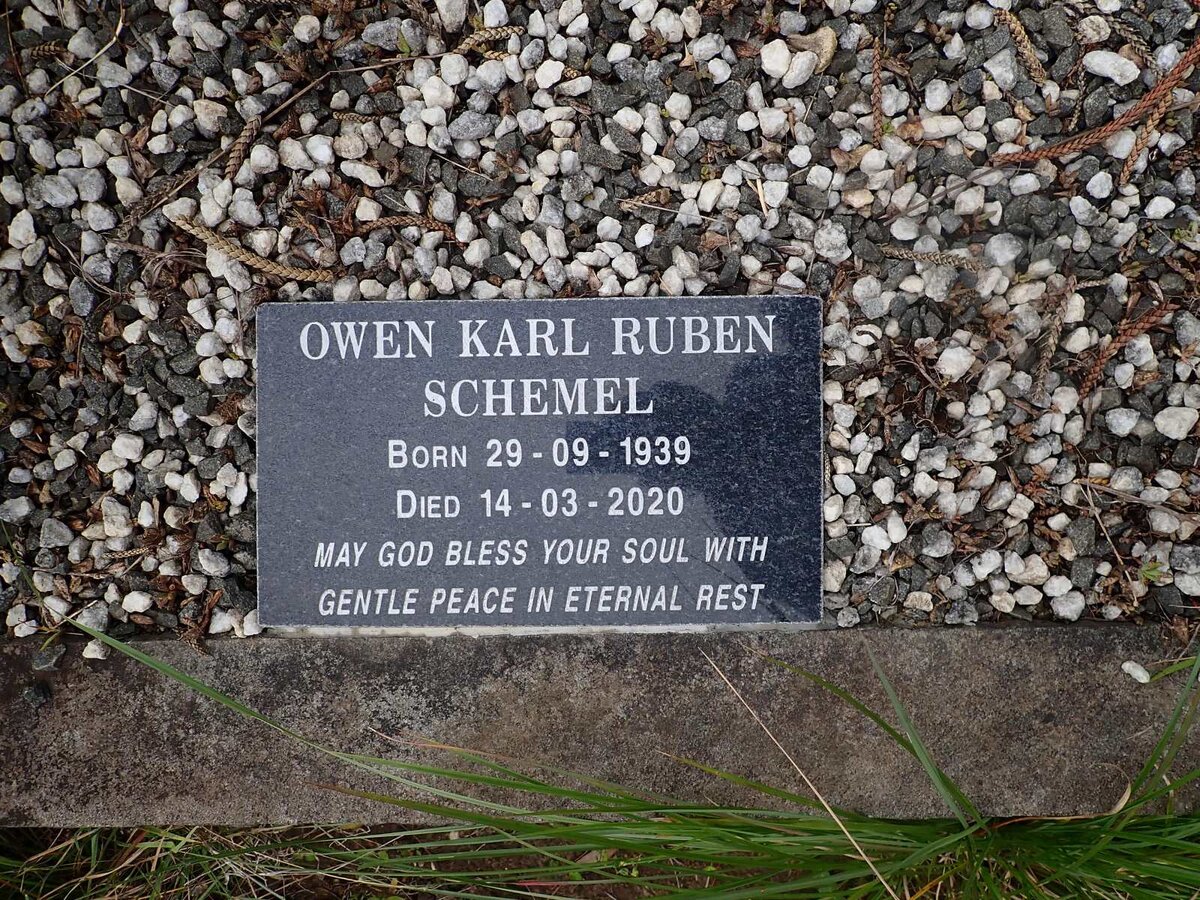 OWEN KARL RUBEN
SCHEMEL
BORN 29-09-1939
DIED 14-03-2020
MAY GOD BLESS YOUR SOUL WITH
GENTLE PEACE IN ETERNAL REST